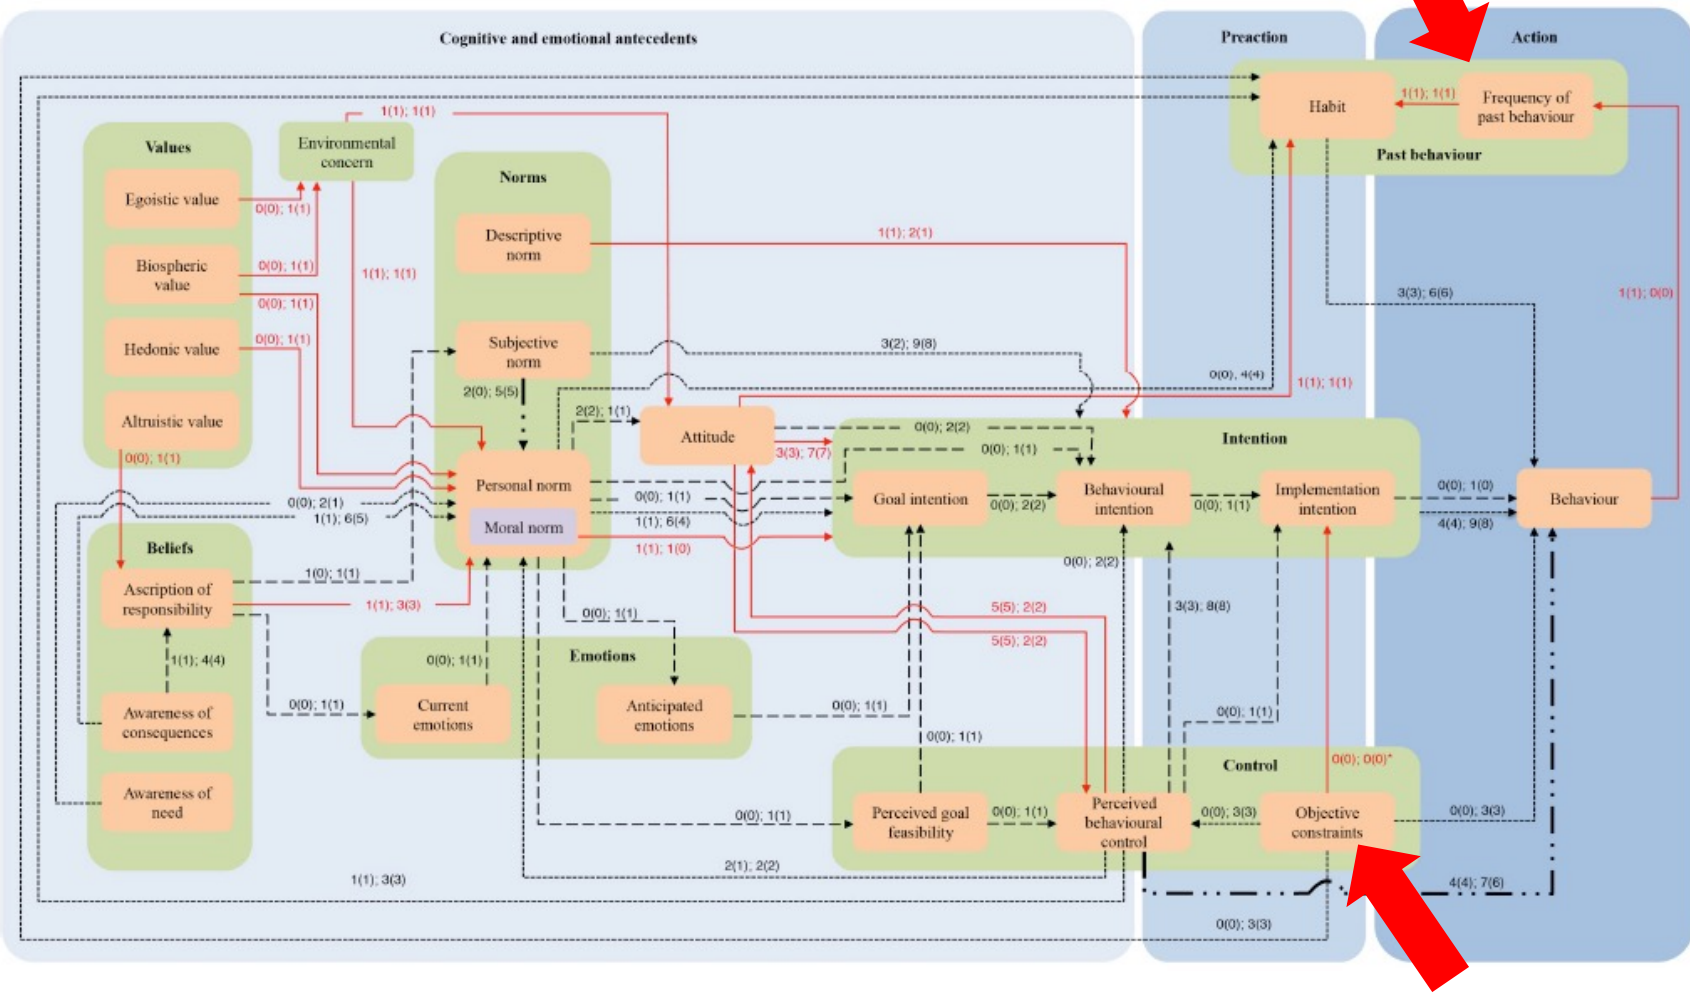 Cognitive and emotional antecedents
Preaction
Action
Habit
1(1); 1(1)
Frequency of
past behaviour
Past behaviour
1(1); 1(1)
Values
Environmental
concern
Norms
Egoistic value
0(0); 1(1)
Descriptive
norm
1(1); 2(1)
Biospheric
value
0(0); 1(1)
1(1); 1(1)
0(0); 1(1)
3(3); 6(6)
1(1); 0(0)
Hedonic value
0(0); 1(1)
Subjective
norm
3(2); 9(8)
0(0), 4(4)
1(1); 1(1)
2(0); 5(5)
Altruistic value
2(2); 1(1)
Attitude
0(0); 2(2)
Intention
0(0); 1(1)
3(3); 7(7)
0(0); 1(1)
Personal norm
Moral norm
0(0); 1(1)
Goal intention
0(0); 2(2)
Behavioural
intention
0(0); 1(1)
Implementation
intention
0(0); 1(0)
Behaviour
0(0); 2(1)
1(1); 6(5)
1(1); 6(4)
4(4); 9(8)
Beliefs
1(1); 1(0)
0(0); 2(2)
Ascription of
responsibility
1(0); 1(1)
1(1); 3(3)
0(0); 1(1)
5(5); 2(2)
3(3); 8(8)
5(5); 2(2)
1(1); 4(4)
0(0); 1(1)
Emotions
Awareness of
consequences
0(0); 1(1)
Current
emotions
Anticipated
emotions
0(0); 1(1)
0(0); 1(1)
0(0); 1(1)
Control
0(0); 0(0)*
Awareness of
need
0(0); 1(1)
Perceived goal
feasibility
0(0); 1(1)
Perceived
behavioural
control
0(0); 3(3)
Objective
constraints
0(0); 3(3)
2(1); 2(2)
1(1); 3(3)
4(4); 7(6)
0(0); 3(3)